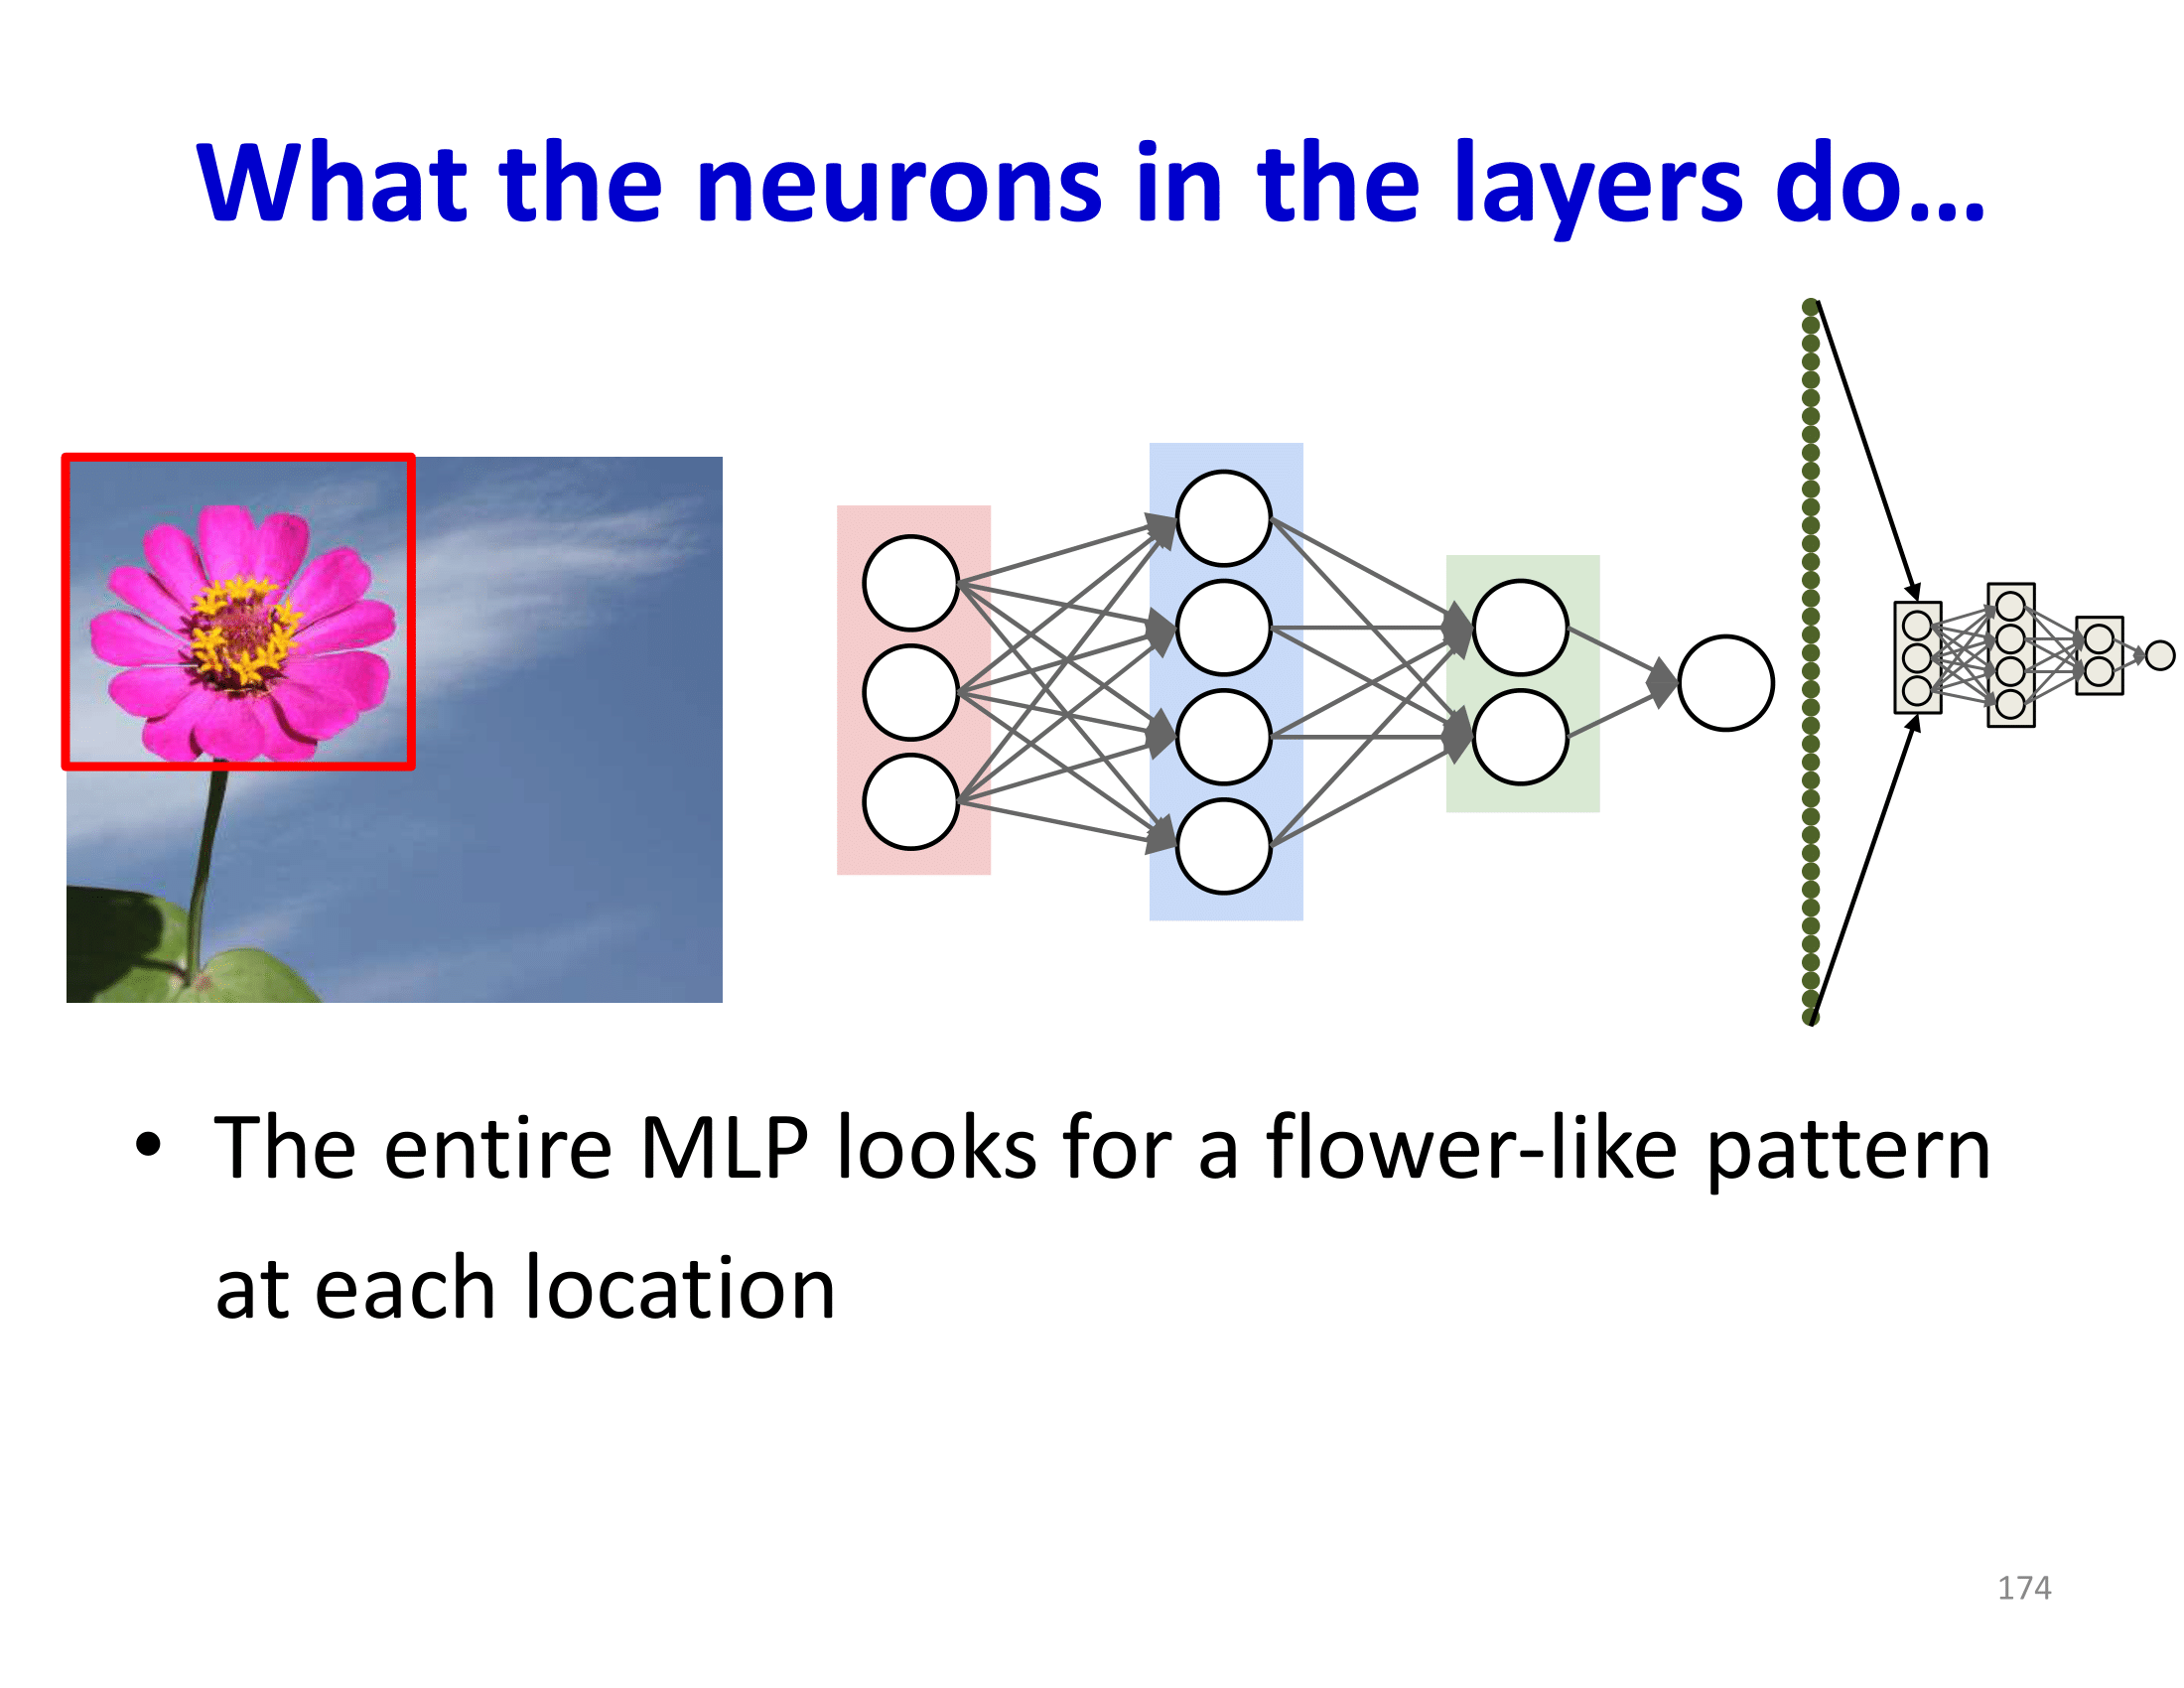 What the neurons in the layers do…
• The entire MLP looks for a flower-like pattern
at each location
174